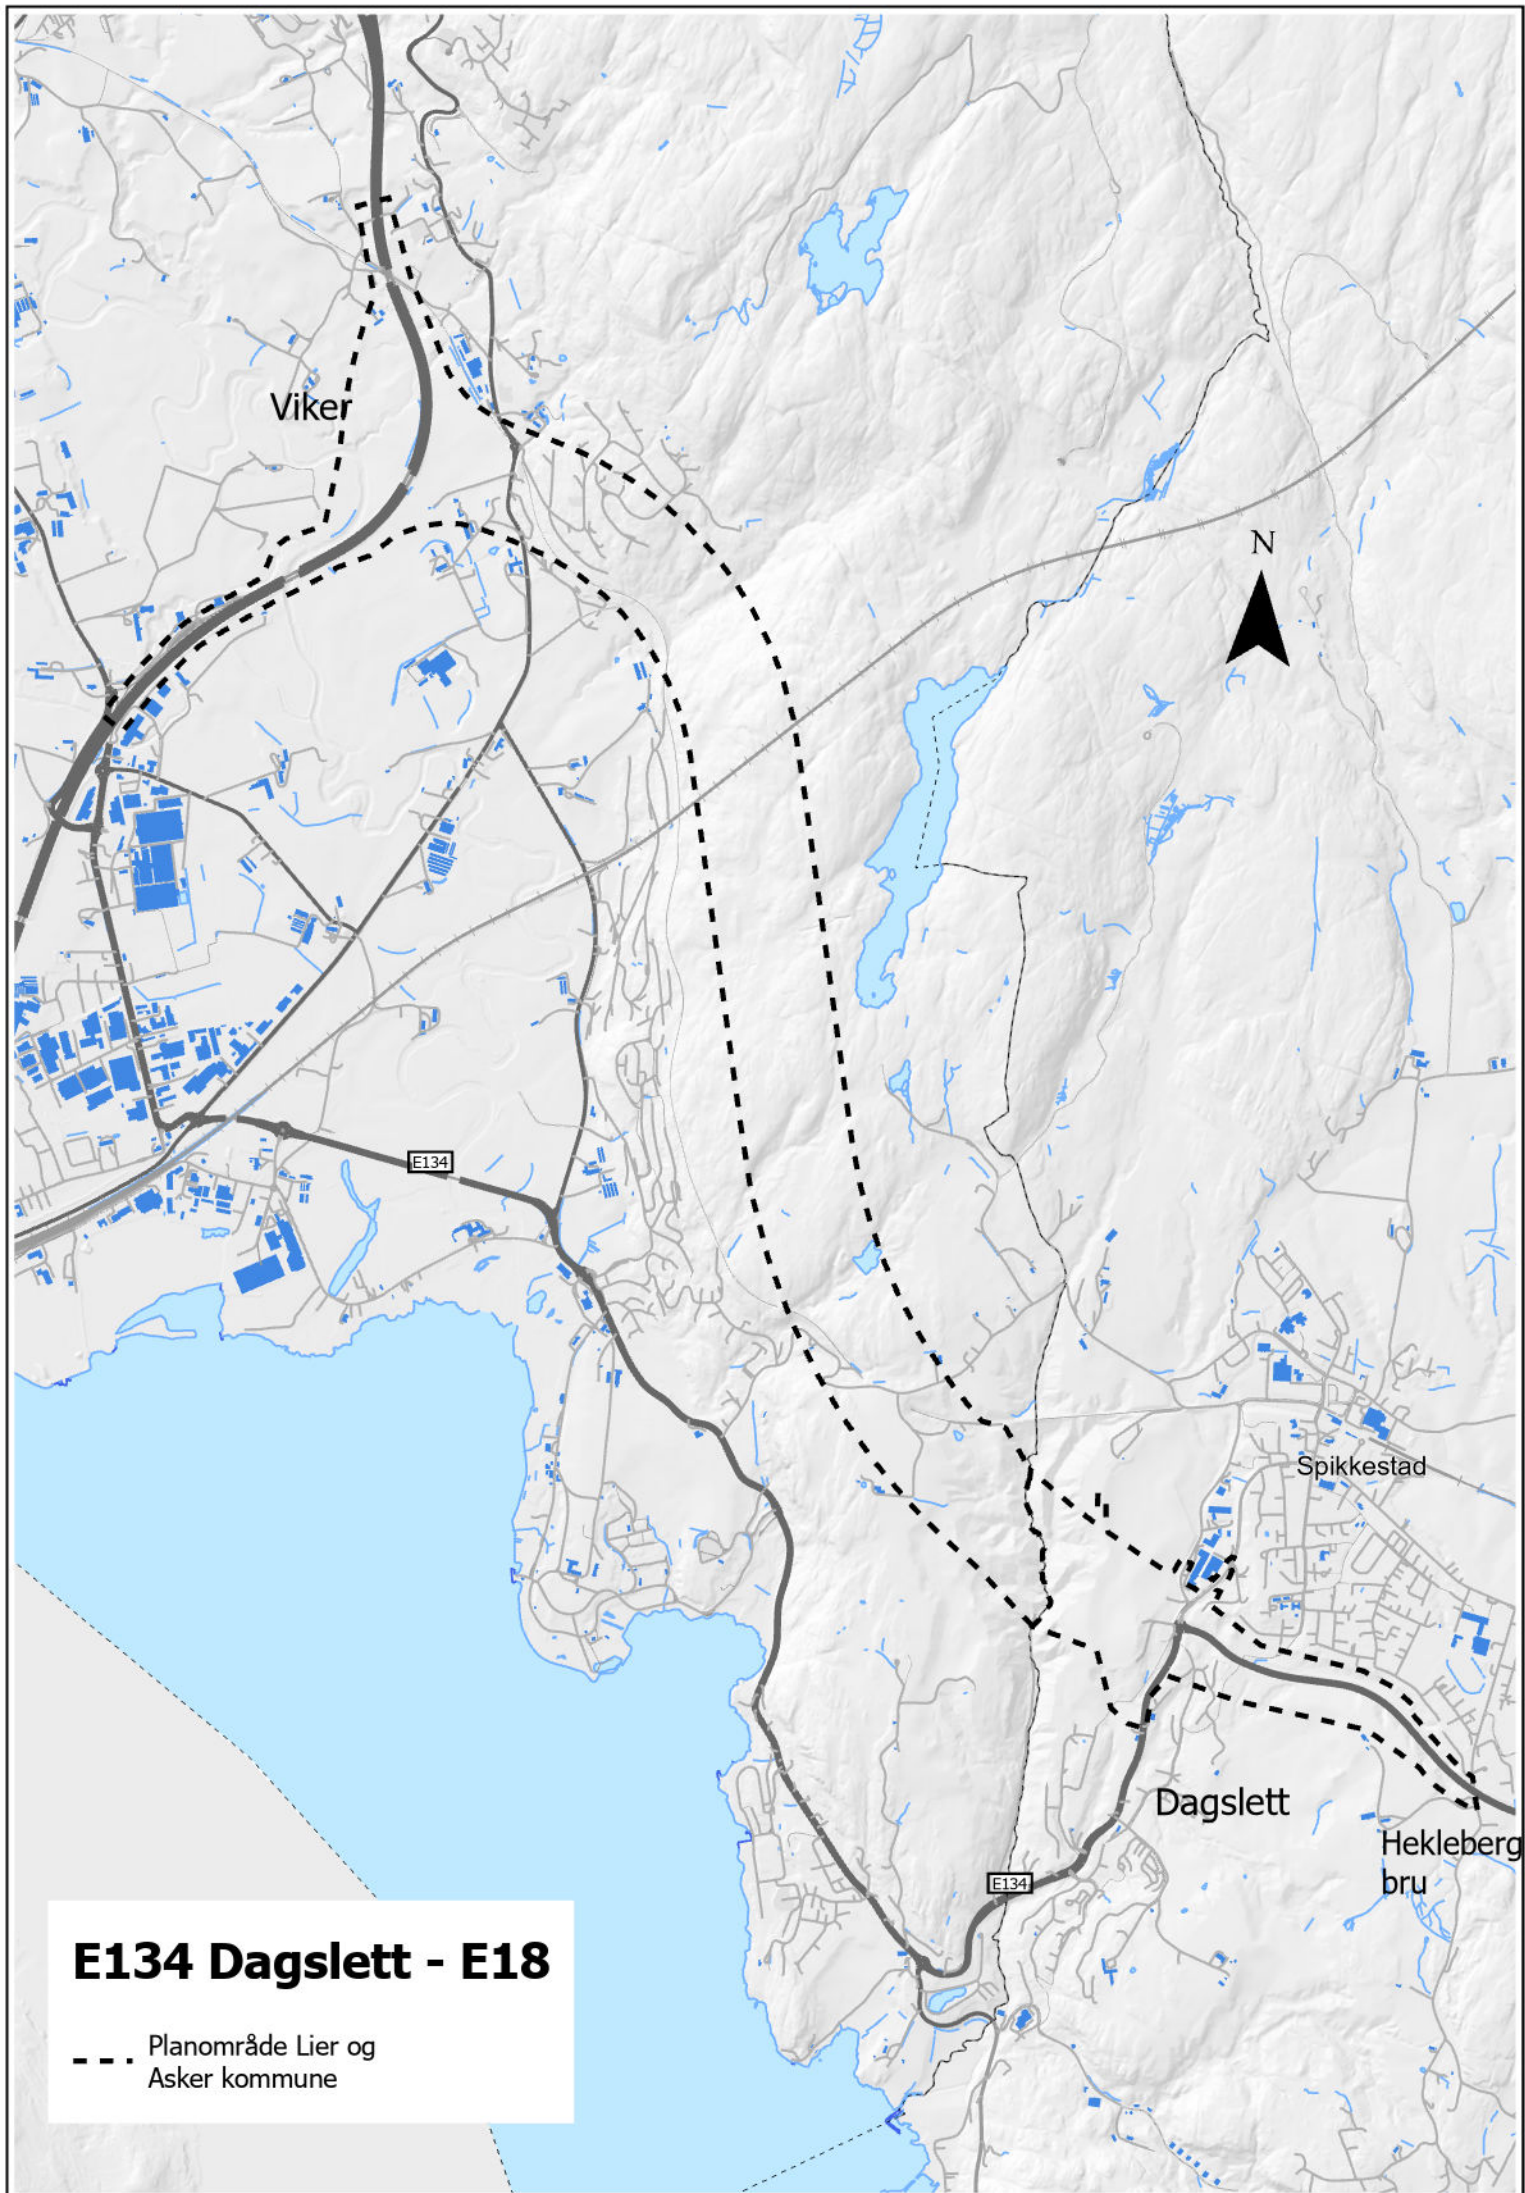 Viker
N
E134
Spikkestad
Dagslett
Hekleberg
bru
E134
E134 Dagslett - E18
Planområde Lier og
Asker kommune